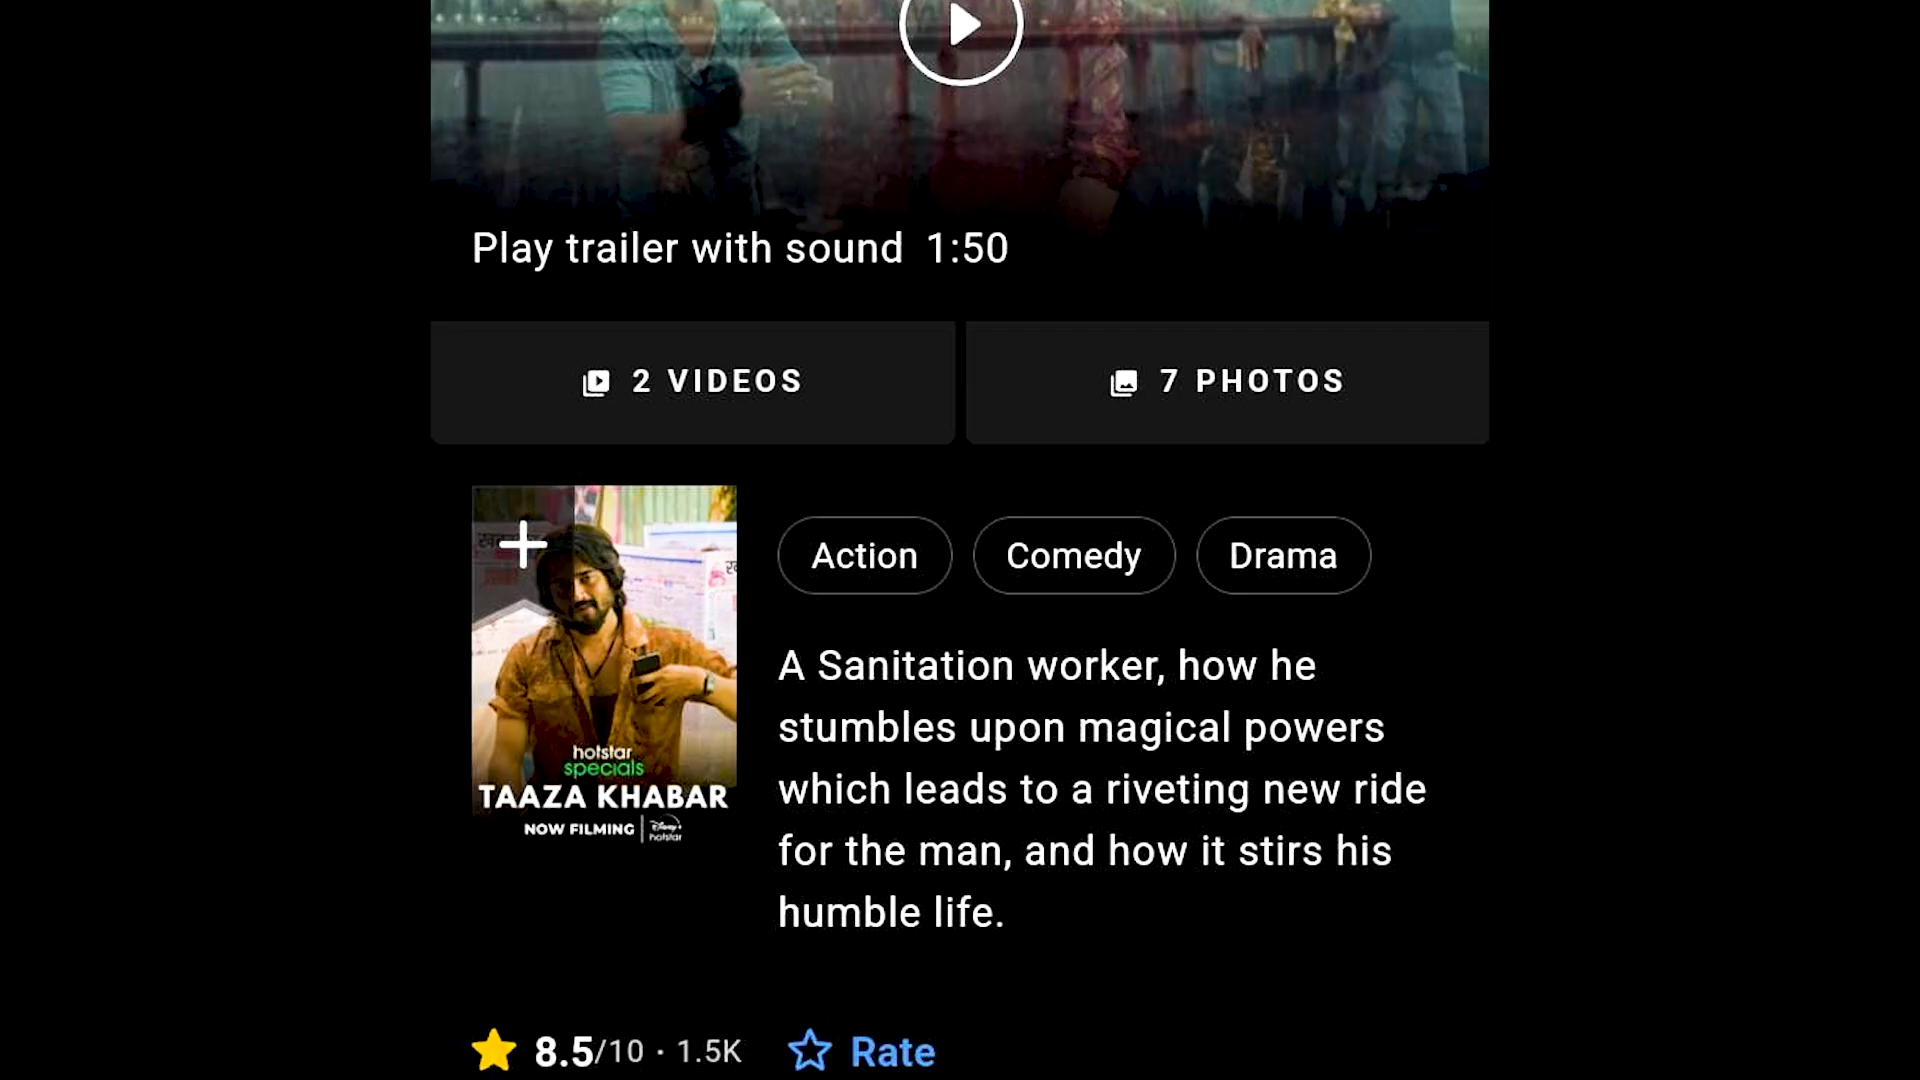 Play trailer with sound 1:50
2 VIDEOS
7 PHOTOS
Action
Comedy
Drama
A Sanitation worker, how he
stumbles upon magical powers
which leads to a riveting new ride
for the man, and how it stirs his
humble life.
hotstar
specials
TAAZA KHABAR
NOW FILMING
Disney+
hotstar
8.5/10 · 1.5K
Rate